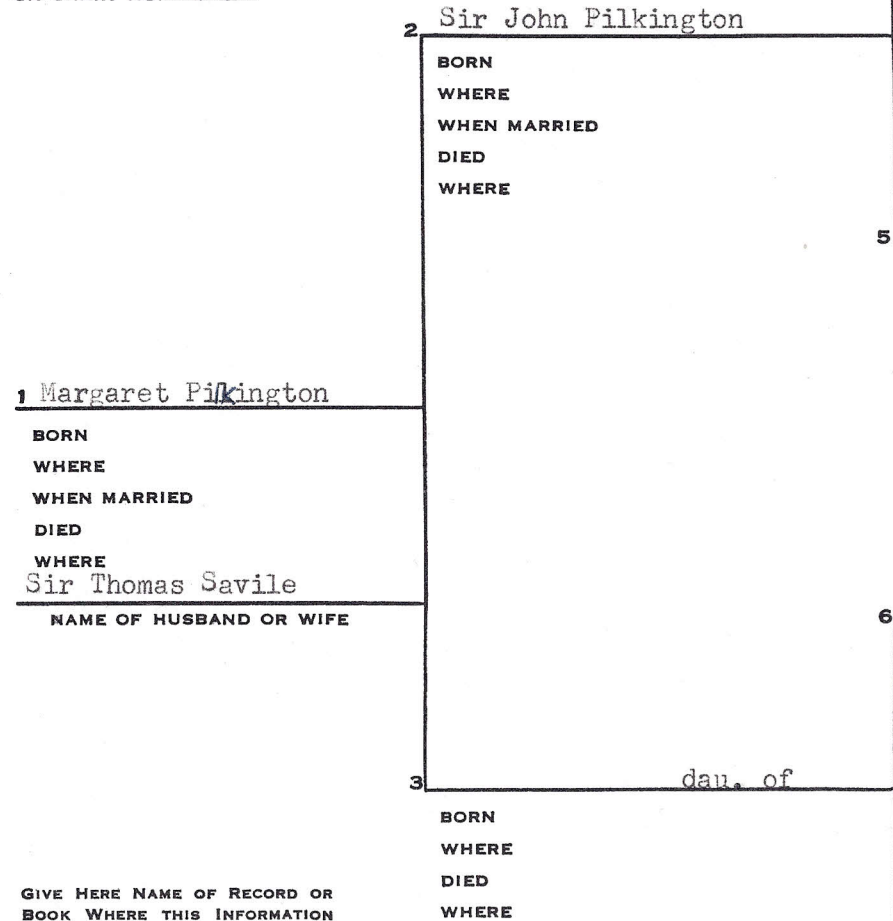 2 Sir John Pilkington
BORN
WHERE
WHEN MARRIED
DIED
WHERE
5
1 Margaret Pilkington
BORN
WHERE
WHEN MARRIED
DIED
WHERE
Sir Thomas Savile
NAME OF HUSBAND OR WIFE
6
3 dau. of
BORN
WHERE
DIED
WHERE
GIVE HERE NAME OF RECORD OR
BOOK WHERE THIS INFORMATION